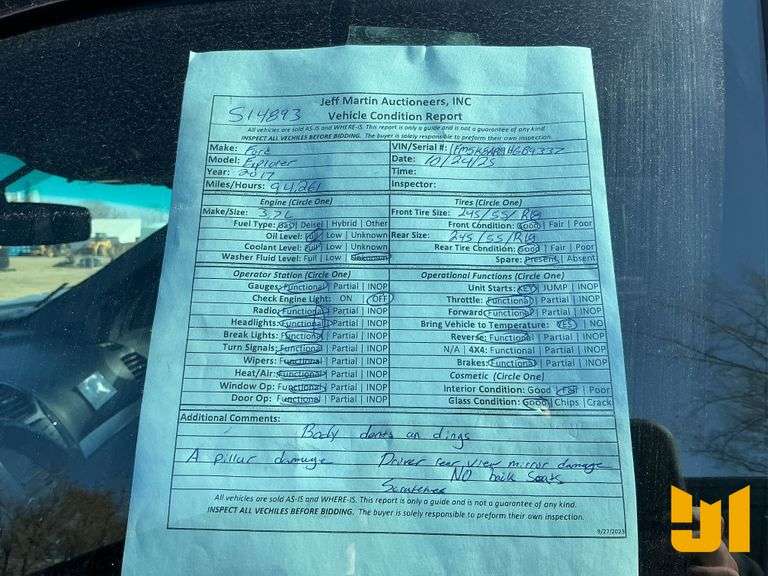 S14893
Jeff Martin Auctioneers, INC
Vehicle Condition Report
All vehicles are sold AS-IS and WHERE-IS. This report is only a guide and is not a guarantee of any kind.
INSPECT ALL VECHILES BEFORE BIDDING. The buyer is solely responsible to preform their own inspection.
Make: Ford VIN/Serial #:
Model: Explorer Date: 10/24/25
Year: 2017 Time:
Miles/Hours: 94,261 Inspector:
Engine (Circle One) Tires (Circle One)
Make/Size: 3.7L Front Tire Size: 245/55/R19
Fuel Type: Gas | Deisel | Hybrid | Other Front Condition: Good | Fair | Poor
Oil Level: Full | Low | Unknown Rear Size: 245/55/R19
Coolant Level: Full | Low | Unknown Rear Tire Condition: Good | Fair | Poor
Washer Fluid Level: Full | Low | Unknown Spare: Present | Absent
Operator Station (Circle One) Operational Functions (Circle One)
Gauges: Functional | Partial | INOP Unit Starts: KEY | JUMP | INOP
Check Engine Light: ON OFF Throttle: Functional | Partial | INOP
Radio: Functional | Partial | INOP Forward: Functional | Partial | INOP
Headlights: Functional | Partial | INOP Bring Vehicle to Temperature: YES | NO
Break Lights: Functional | Partial | INOP Reverse: Functional | Partial | INOP
Turn Signals: Functional | Partial | INOP N/A | 4X4: Functional | Partial | INOP
Wipers: Functional | Partial | INOP Brakes: Functional | Partial | INOP
Heat/Air: Functional | Partial | INOP Cosmetic (Circle One)
Window Op: Functional | Partial | INOP Interior Condition: Good | Fair | Poor
Door Op: Functional | Partial | INOP Glass Condition: Good | Chips | Crack
Additional Comments:
Body dents an dings
A pillar damage Driver rear view mirror damage
NO back Seats
Scratches
All vehicles are sold AS-IS and WHERE-IS. This report is only a guide and is not a guarantee of any kind.
INSPECT ALL VECHILES BEFORE BIDDING. The buyer is solely responsible to preform their own inspection.
9/27/2023